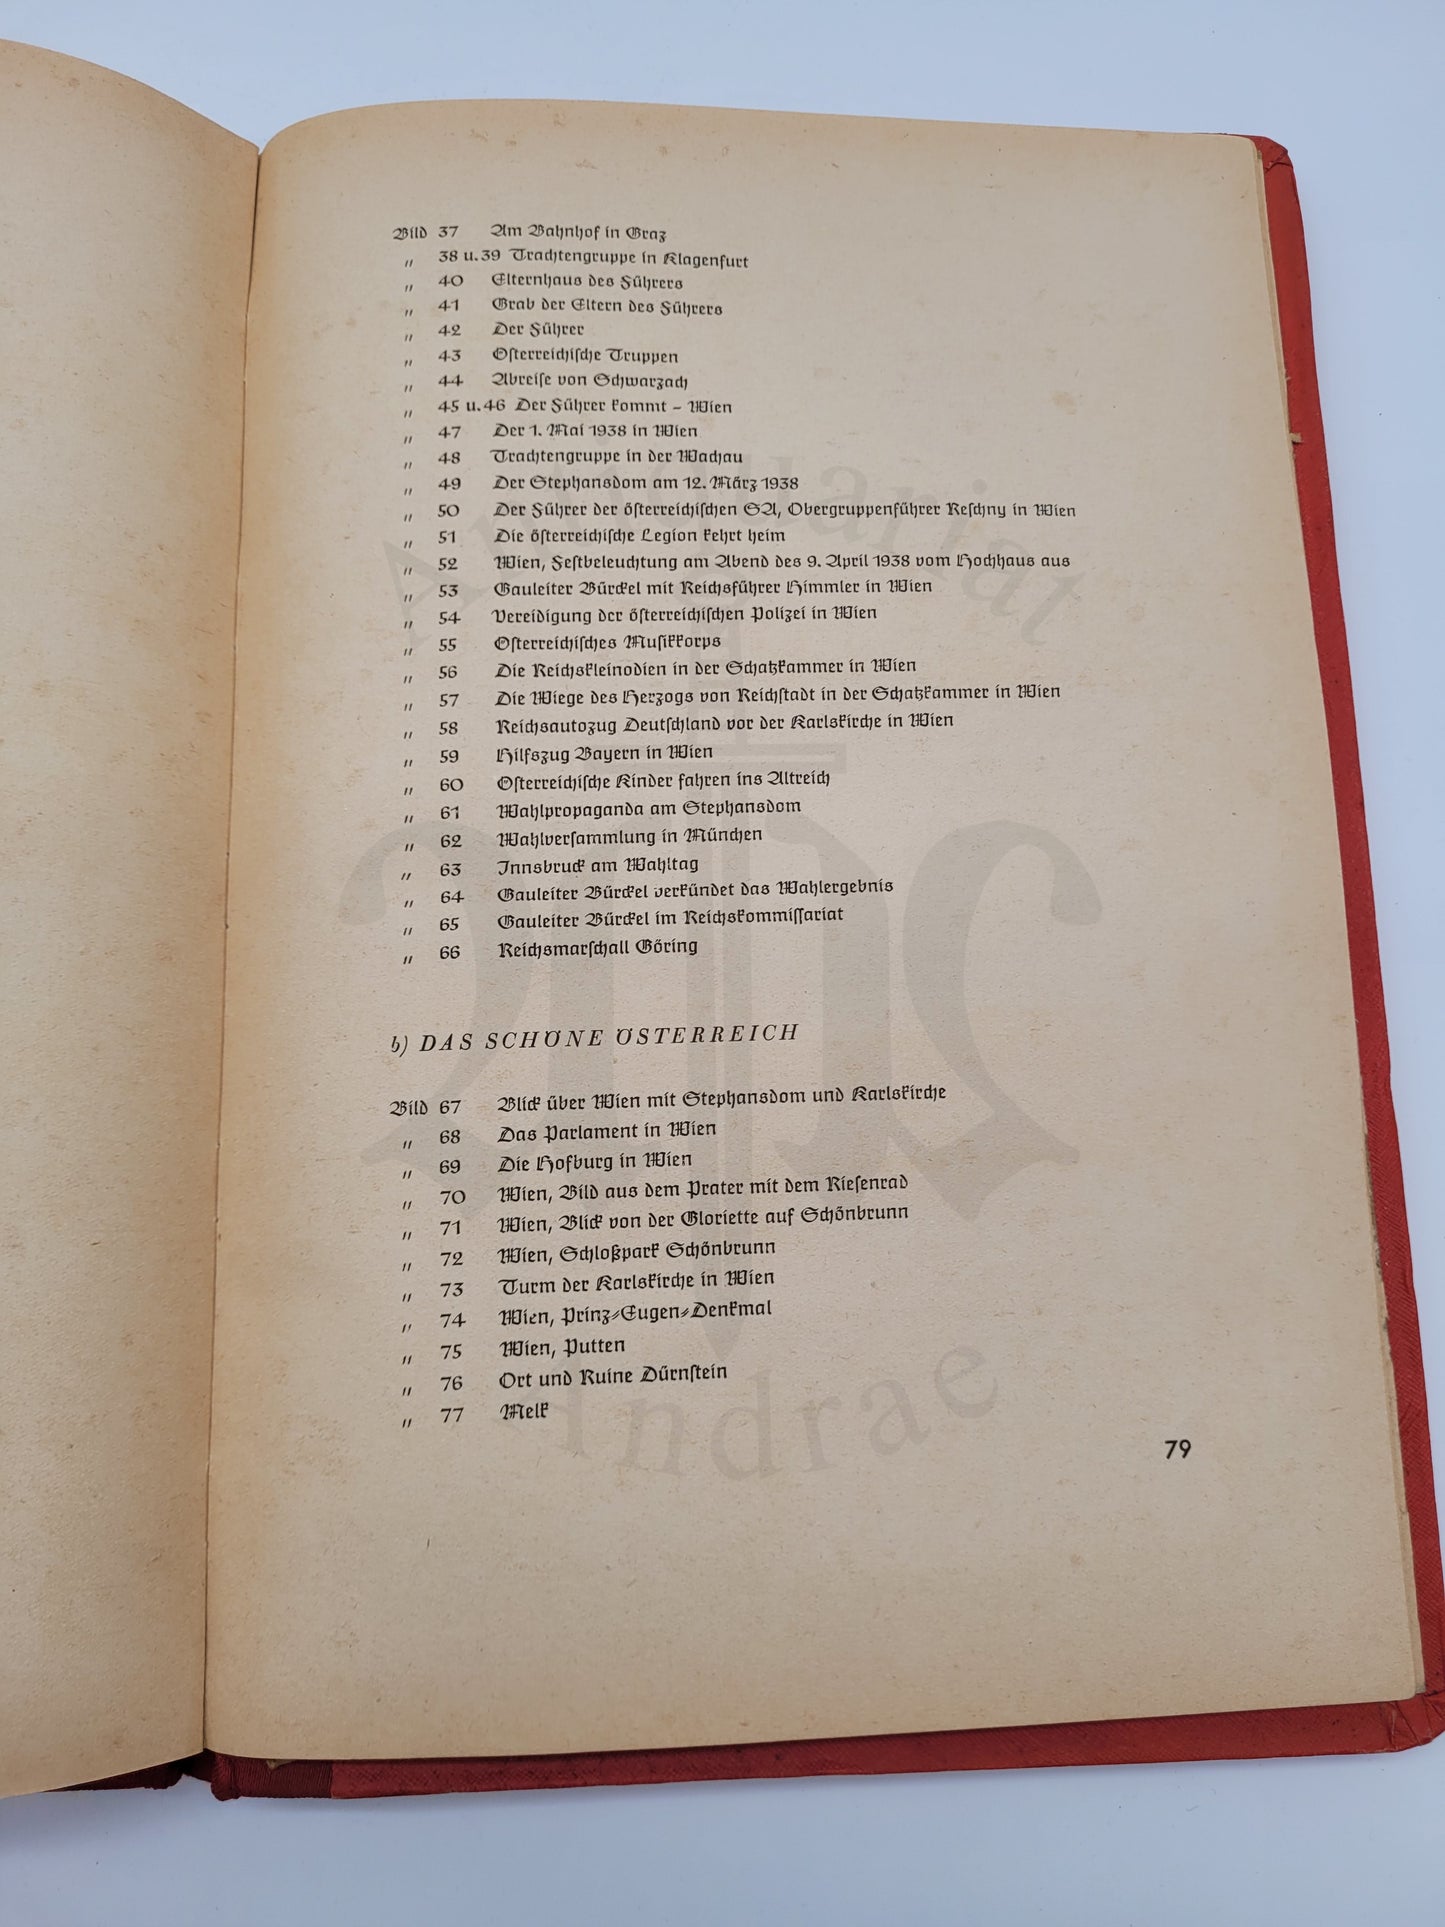 Bild 37 Am Bahnhof in Graz
„ 38 u. 39 Trachtengruppe in Klagenfurt
„ 40 Elternhaus des Führers
„ 41 Grab der Eltern des Führers
„ 42 Der Führer
„ 43 Österreichische Truppen
„ 44 Abreise von Schwarzach
„ 45 u. 46 Der Führer kommt – Wien
„ 47 Der 1. Mai 1938 in Wien
„ 48 Trachtengruppe in der Wachau
„ 49 Der Stephansdom am 12. März 1938
„ 50 Der Führer der österreichischen SA, Obergruppenführer Reschny in Wien
„ 51 Die österreichische Legion kehrt heim
„ 52 Wien, Festbeleuchtung am Abend des 9. April 1938 vom Hochhaus aus
„ 53 Gauleiter Bürckel mit Reichsführer Himmler in Wien
„ 54 Vereidigung der österreichischen Polizei in Wien
„ 55 Österreichisches Musikkorps
„ 56 Die Reichskleinodien in der Schatzkammer in Wien
„ 57 Die Wiege des Herzogs von Reichstadt in der Schatzkammer in Wien
„ 58 Reichsautozug Deutschland vor der Karlskirche in Wien
„ 59 Hilfszug Bayern in Wien
„ 60 Österreichische Kinder fahren ins Altreich
„ 61 Wahlpropaganda am Stephansdom
„ 62 Wahlversammlung in München
„ 63 Innsbruck am Wahltag
„ 64 Gauleiter Bürckel verkündet das Wahlergebnis
„ 65 Gauleiter Bürckel im Reichskommissariat
„ 66 Reichsmarschall Göring
b) DAS SCHÖNE ÖSTERREICH
Bild 67 Blick über Wien mit Stephansdom und Karlskirche
„ 68 Das Parlament in Wien
„ 69 Die Hofburg in Wien
„ 70 Wien, Bild aus dem Prater mit dem Riesenrad
„ 71 Wien, Blick von der Gloriette auf Schönbrunn
„ 72 Wien, Schloßpark Schönbrunn
„ 73 Turm der Karlskirche in Wien
„ 74 Wien, Prinz-Eugen-Denkmal
„ 75 Wien, Putten
„ 76 Ort und Ruine Dürnstein
„ 77 Melk
79
Antiquariat
Andrae